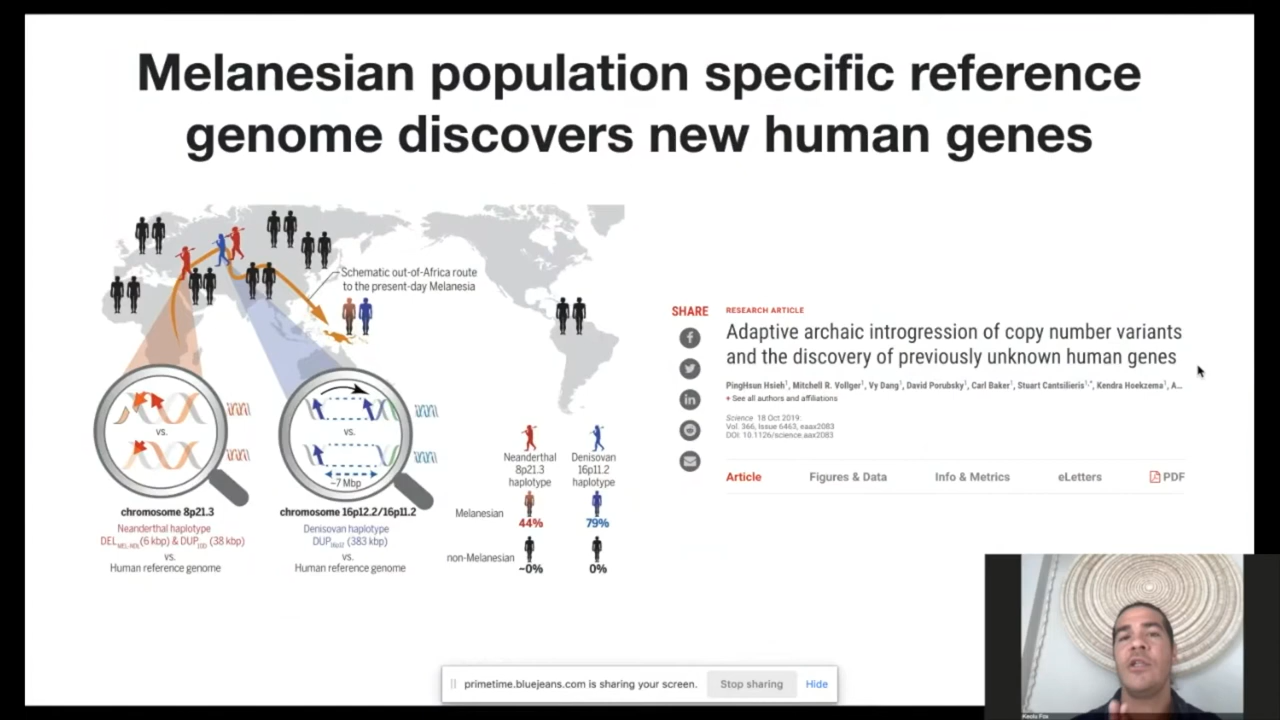 Melanesian population specific reference
genome discovers new human genes
Schematic out-of-Africa route
to the present-day Melanesia
vs.
vs.
~7 Mbp
chromosome 8p21.3
Neanderthal haplotype
(6 kbp) & (38 kbp)
vs.
Human reference genome
chromosome 16p12.2/16p11.2
Denisovan haplotype
(383 kbp)
vs.
Human reference genome
Neanderthal
8p21.3
haplotype
Denisovan
16p11.2
haplotype
Melanesian
44%
79%
non-Melanesian
~0%
0%
SHARE
RESEARCH ARTICLE
Adaptive archaic introgression of copy number variants
and the discovery of previously unknown human genes
PingHsun Hsieh1, Mitchell R. Vollger1, Vy Dang1, David Porubsky1, Carl Baker1, Stuart Cantsilieris1,*, Kendra Hoekzema1, A...
+ See all authors and affiliations
Science 18 Oct 2019:
Vol. 366, Issue 6463, eaax2083
DOI: 10.1126/science.aax2083
Article Figures & Data Info & Metrics eLetters PDF
primetime.bluejeans.com is sharing your screen. Stop sharing Hide
Keolu Fox